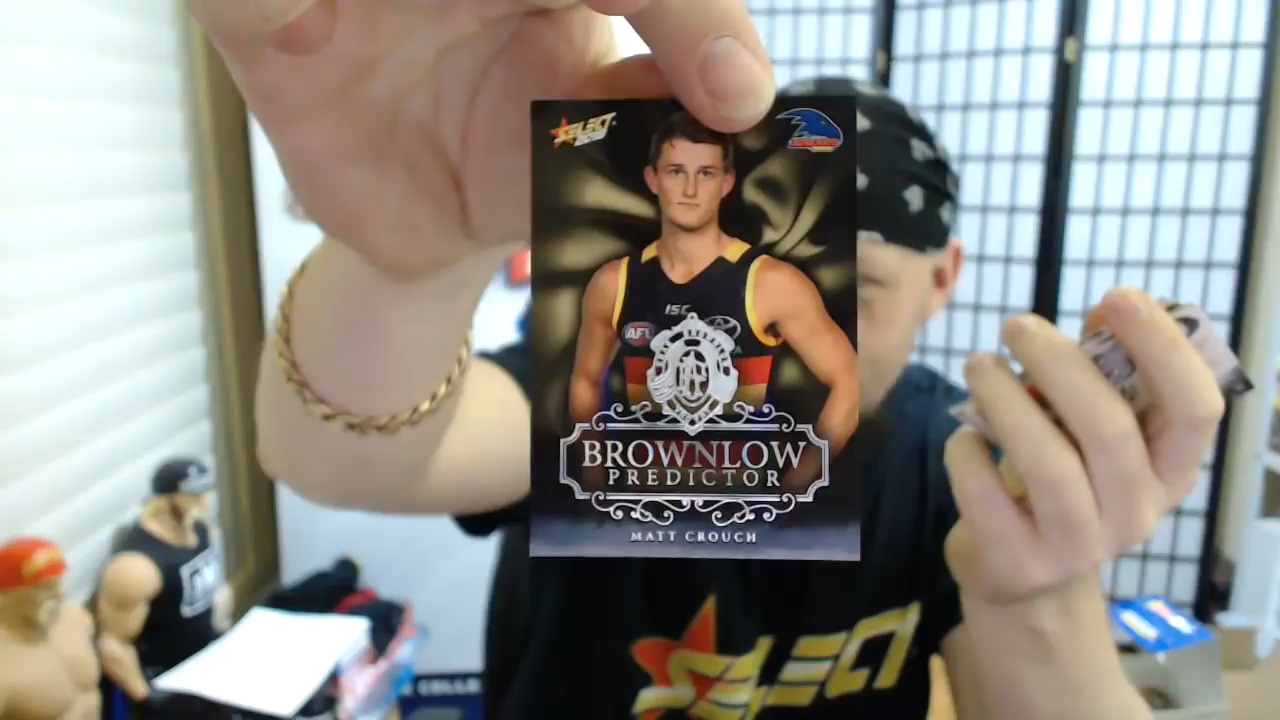 SELECT
ISC
AFL
BROWNLOW
PREDICTOR
MATT CROUCH
SELECT